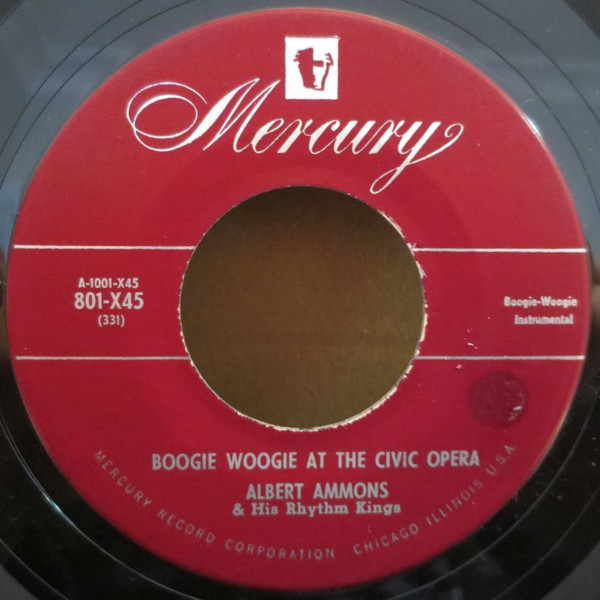 Mercury
A-1001-X45
801-X45
(331)
Boogie-Woogie
Instrumental
BOOGIE WOOGIE AT THE CIVIC OPERA
ALBERT AMMONS
& His Rhythm Kings
MERCURY RECORD CORPORATION CHICAGO ILLINOIS U.S.A.